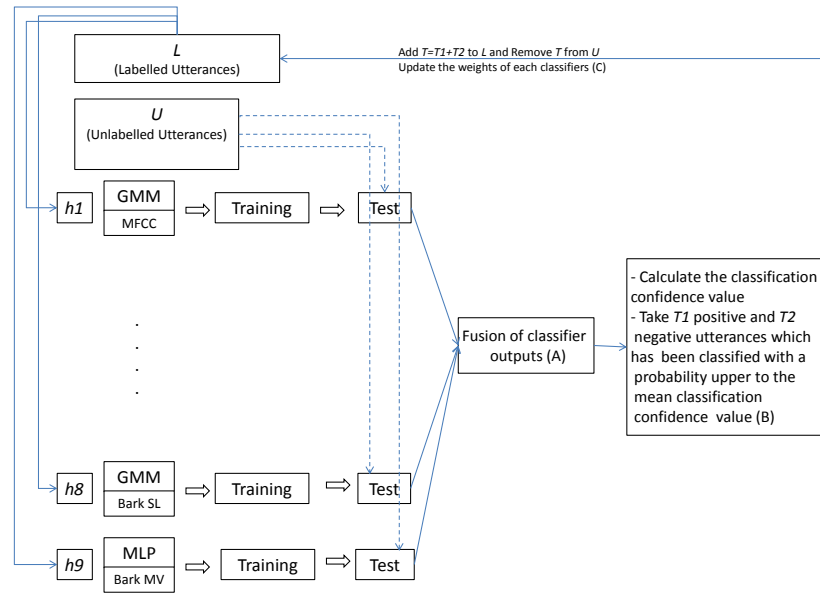 L
(Labelled Utterances)
Add T=T1+T2 to L and Remove T from U
Update the weights of each classifiers (C)
U
(Unlabelled Utterances)
h1
GMM
MFCC
Training
Test
.
.
.
.
Fusion of classifier
outputs (A)
- Calculate the classification
confidence value
- Take T1 positive and T2
negative utterances which
has been classified with a
probability upper to the
mean classification
confidence value (B)
h8
GMM
Bark SL
Training
Test
h9
MLP
Bark MV
Training
Test